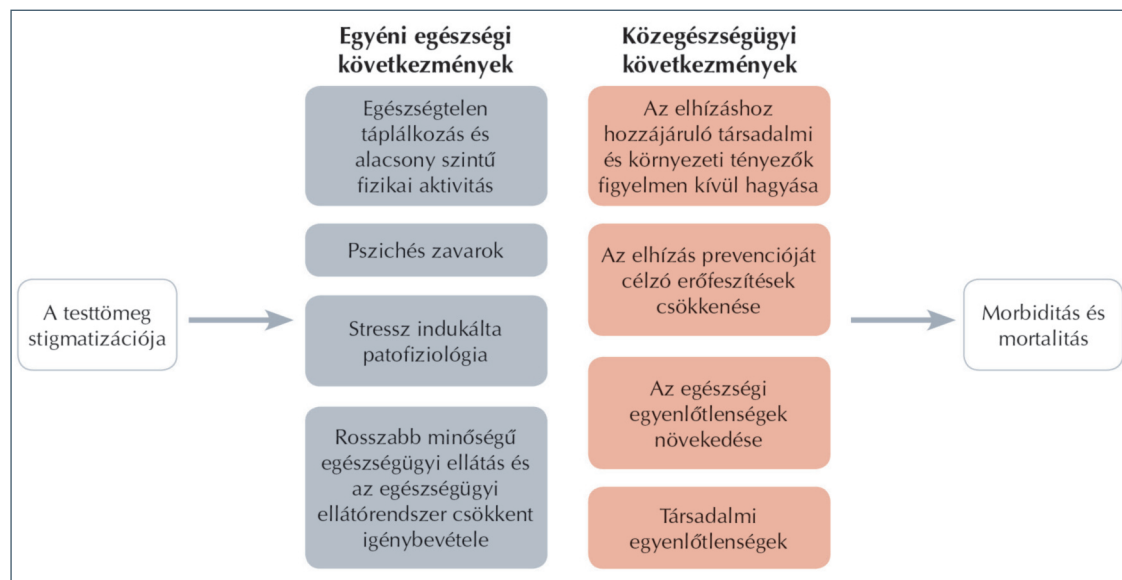 Egyéni egészségi
következmények
Egészségtelen
táplálkozás és
alacsony szintű
fizikai aktivitás
Pszichés zavarok
Stressz indukálta
patofiziológia
Rosszabb minőségű
egészségügyi ellátás és
az egészségügyi
ellátórendszer csökkent
igénybevétele
Közegészségügyi
következmények
Az elhízáshoz
hozzájáruló társadalmi
és környezeti tényezők
figyelmen kívül hagyása
Az elhízás prevencióját
célzó erőfeszítések
csökkenése
Az egészségi
egyenlőtlenségek
növekedése
Társadalmi
egyenlőtlenségek
A testtömeg
stigmatizációja
Morbiditás és
mortalitás